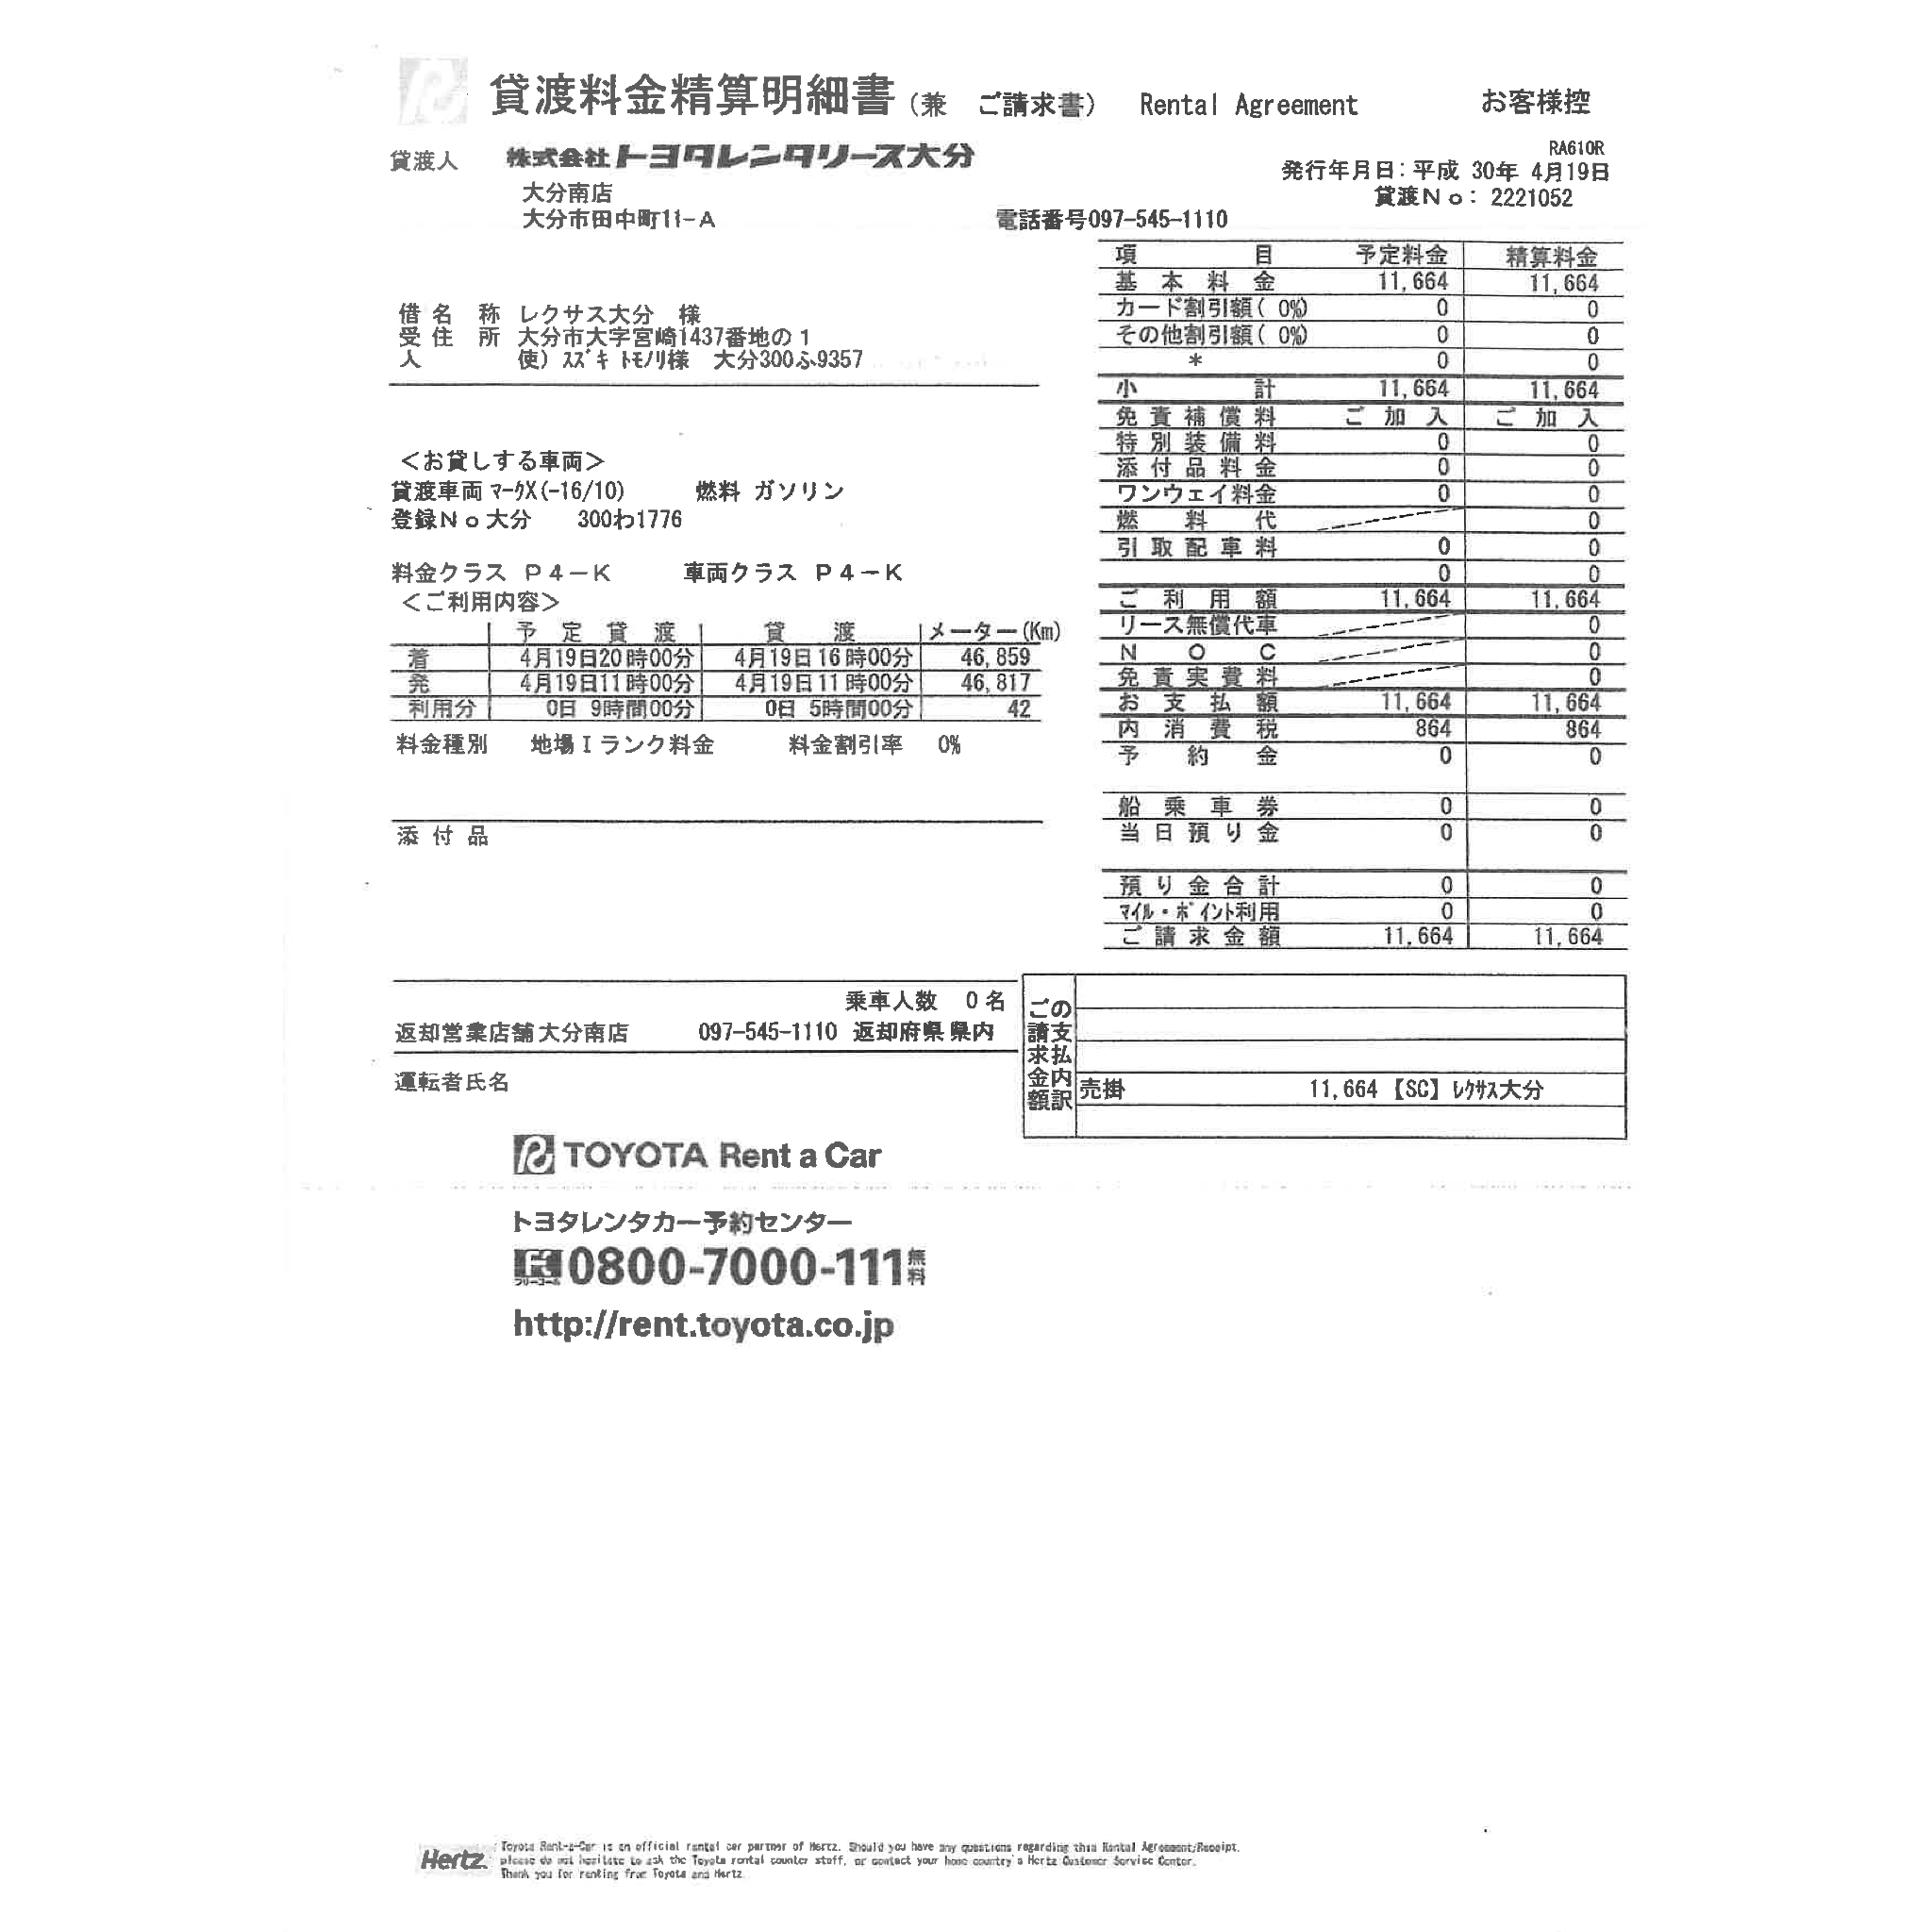 貸渡料金精算明細書(兼　ご請求書)　Rental Agreement　お客様控
RA610R
貸渡人　株式会社トヨタレンタリース大分
発行年月日:平成 30年 4月19日
大分南店
貸渡No: 2221052
大分市田中町11-A　電話番号097-545-1110
項　目　予定料金　精算料金
基本料金　11,664　11,664
カード割引額( 0%)　0　0
その他割引額( 0%)　0　0
*　0　0
小計　11,664　11,664
免責補償料　ご加入　ご加入
特別装備料　0　0
添付品料金　0　0
ワンウェイ料金　0　0
燃料代　0
引取配車料　0　0
0　0
ご利用額　11,664　11,664
リース無償代車　0
NOC　0
免責実費料　0
お支払額　11,664　11,664
内消費税　864　864
予約金　0　0
船乗車券　0　0
当日預り金　0　0
預り金合計　0　0
マイル・ポイント利用　0　0
ご請求金額　11,664　11,664
借受人
名称　レクサス大分　様
住所　大分市大字宮崎1437番地の1
使) スズキ トモノリ様　大分300ふ9357
<お貸しする車両>
貸渡車両 マークX(-16/10)　燃料 ガソリン
登録No大分　300わ1776
料金クラス P4-K　車両クラス P4-K
<ご利用内容>
予定貸渡　貸渡　メーター(Km)
着　4月19日20時00分　4月19日16時00分　46,859
発　4月19日11時00分　4月19日11時00分　46,817
利用分　0日 9時間00分　0日 5時間00分　42
料金種別　地場Iランク料金　料金割引率　0%
添付品
乗車人数　0名
返却営業店舗大分南店　097-545-1110 返却府県県内
運転者氏名
ご請求金額の支払内訳
売掛　11,664 【SC】レクサス大分
TOYOTA Rent a Car
トヨタレンタカー予約センター
フリーコール 0800-7000-111 無料
http://rent.toyota.co.jp
Hertz.
Toyota Rent-a-Car is an official rental car partner of Hertz. Should you have any questions regarding this Rental Agreement/Receipt,
please do not hesitate to ask the Toyota rental counter staff, or contact your home country's Hertz Customer Service Center.
Thank you for renting from Toyota and Hertz.